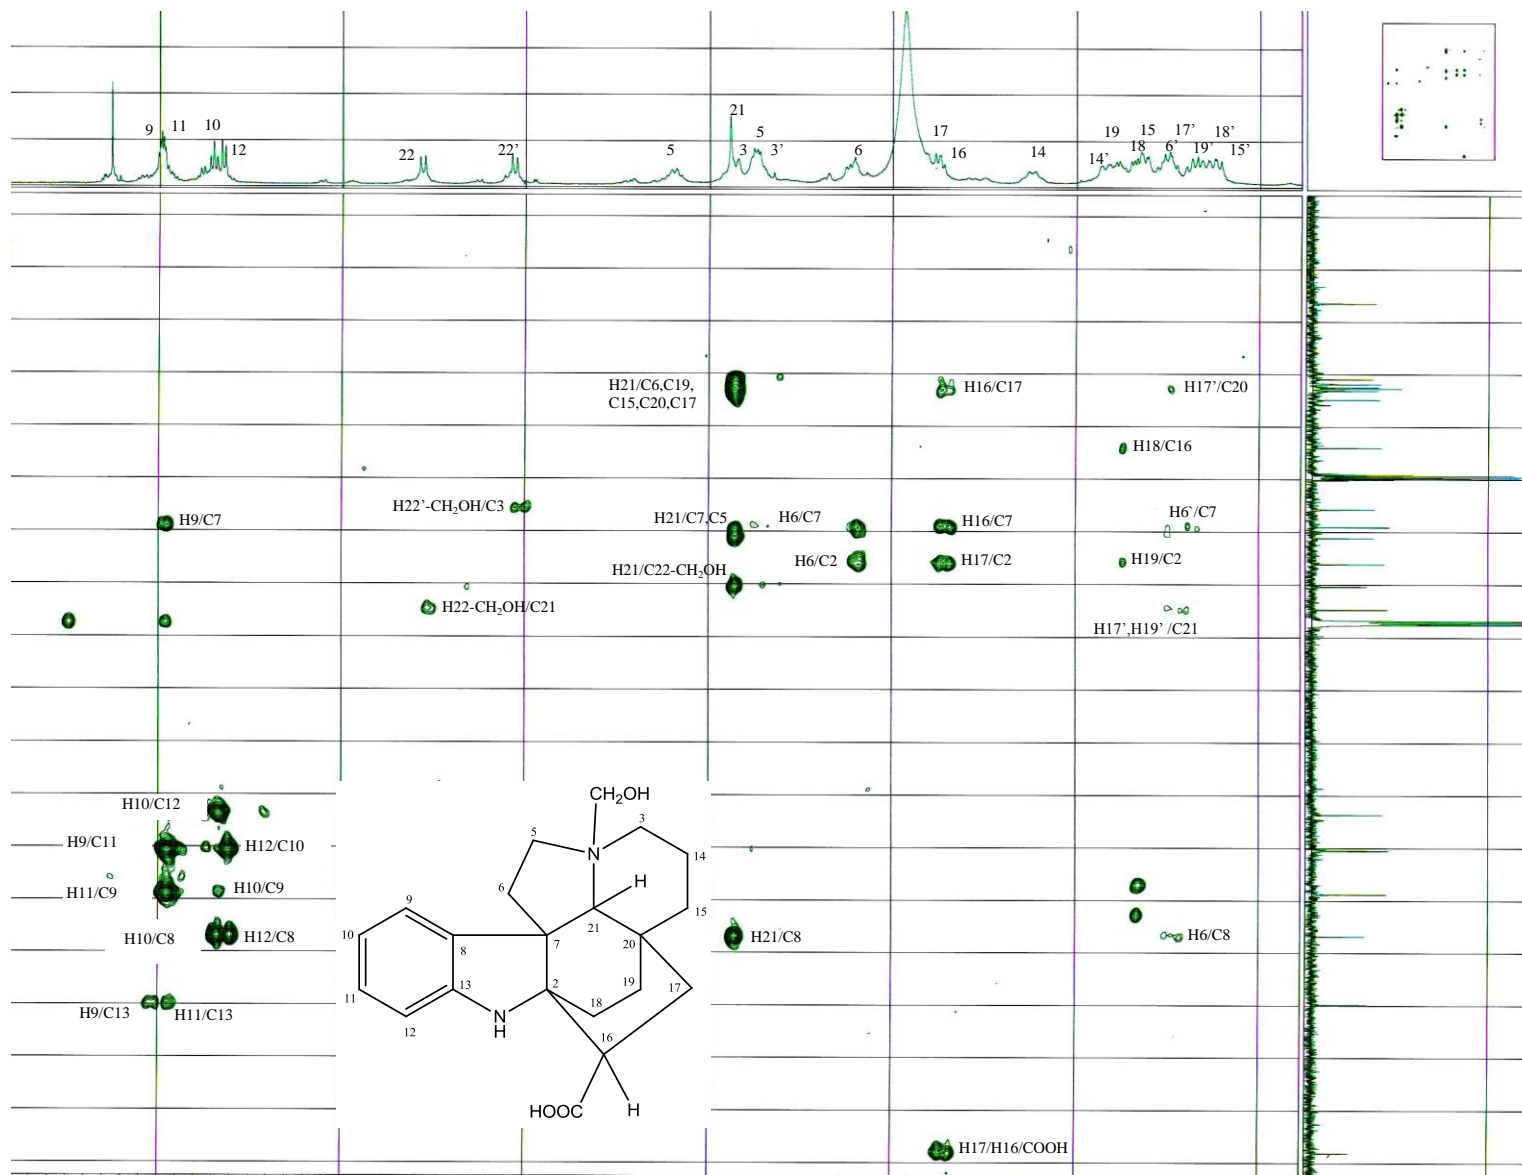 9
11
10
12
22
22'
5
21
3
5
3'
6
17
16
14
14'
19
18
15
6'
17'
19'
18'
15'
H21/C6,C19,
C15,C20,C17
H16/C17
H17'/C20
H18/C16
H22'-CH₂OH/C3
H9/C7
H21/C7,C5
H6/C7
H16/C7
H6`/C7
H6/C2
H17/C2
H19/C2
H21/C22-CH₂OH
H22-CH₂OH/C21
H17',H19' /C21
H10/C12
H9/C11
H12/C10
H11/C9
H10/C9
H10/C8
H12/C8
H21/C8
H6/C8
H9/C13
H11/C13
CH₂OH
5
3
N
14
6
H
9
15
21
10
7
20
8
19
11
13
2
17
18
N
H
12
16
HOOC
H
H17/H16/COOH